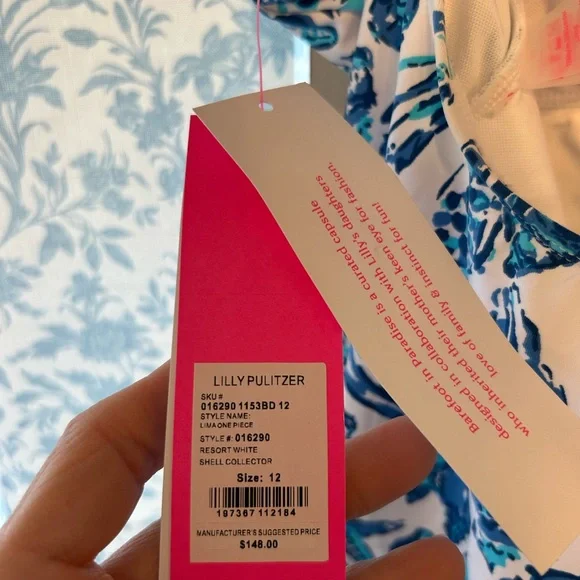 LILLY PULITZER
SKU #
016290 1153BD 12
STYLE NAME:
LIMA ONE PIECE
STYLE #: 016290
RESORT WHITE
SHELL COLLECTOR
Size: 12
197367 112184
MANUFACTURER'S SUGGESTED PRICE
$148.00
Barefoot in Paradise is a curated capsule
designed in collaboration with Lilly's daughters
who inherited their mother's keen eye for fashion,
love of family & instinct for fun!